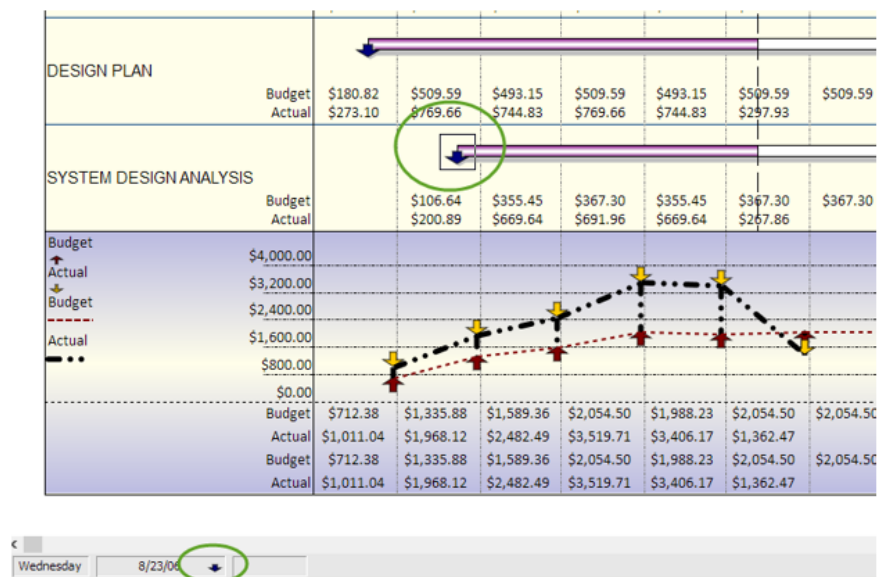 DESIGN PLAN
Budget $180.82 $509.59 $493.15 $509.59 $493.15 $509.59 $509.59
Actual $273.10 $769.66 $744.83 $769.66 $744.83 $297.93
SYSTEM DESIGN ANALYSIS
Budget $106.64 $355.45 $367.30 $355.45 $367.30 $367.30
Actual $200.89 $669.64 $691.96 $669.64 $267.86
Budget
Actual
Budget
Actual
$4,000.00
$3,200.00
$2,400.00
$1,600.00
$800.00
$0.00
Budget $712.38 $1,335.88 $1,589.36 $2,054.50 $1,988.23 $2,054.50 $2,054.50
Actual $1,011.04 $1,968.12 $2,482.49 $3,519.71 $3,406.17 $1,362.47
Budget $712.38 $1,335.88 $1,589.36 $2,054.50 $1,988.23 $2,054.50 $2,054.50
Actual $1,011.04 $1,968.12 $2,482.49 $3,519.71 $3,406.17 $1,362.47
Wednesday 8/23/06